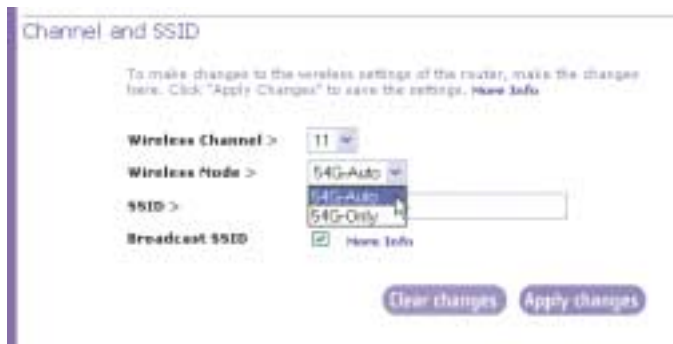 Channel and SSID
To make changes to the wireless settings of the router, make the changes
here. Click "Apply Changes" to save the settings. More Info
Wireless Channel > 11
Wireless Mode > 54G-Auto
54G-Auto
SSID >
54G-Only
Broadcast SSID More Info
Clear changes Apply changes